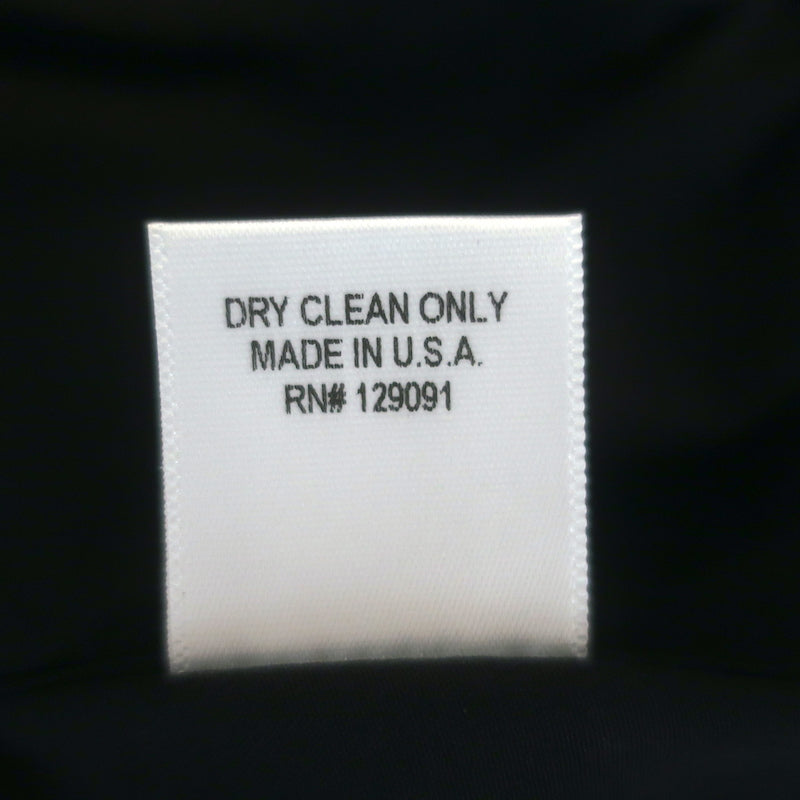 DRY CLEAN ONLY
MADE IN U.S.A.
RN# 129091